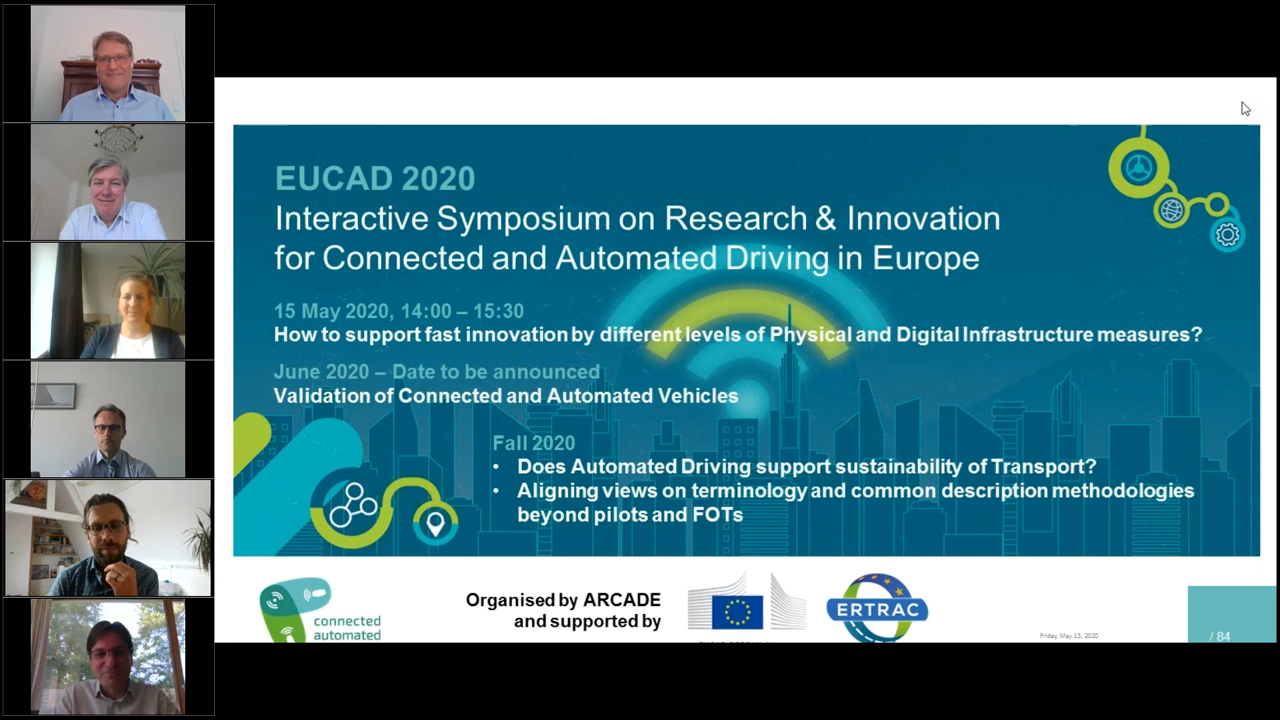 EUCAD 2020
Interactive Symposium on Research & Innovation
for Connected and Automated Driving in Europe
15 May 2020, 14:00 – 15:30
How to support fast innovation by different levels of Physical and Digital Infrastructure measures?
June 2020 – Date to be announced
Validation of Connected and Automated Vehicles
Fall 2020
• Does Automated Driving support sustainability of Transport?
• Aligning views on terminology and common description methodologies
beyond pilots and FOTs
connected
automated
Organised by ARCADE
and supported by
ERTRAC
Friday, May 15, 2020
/ 84